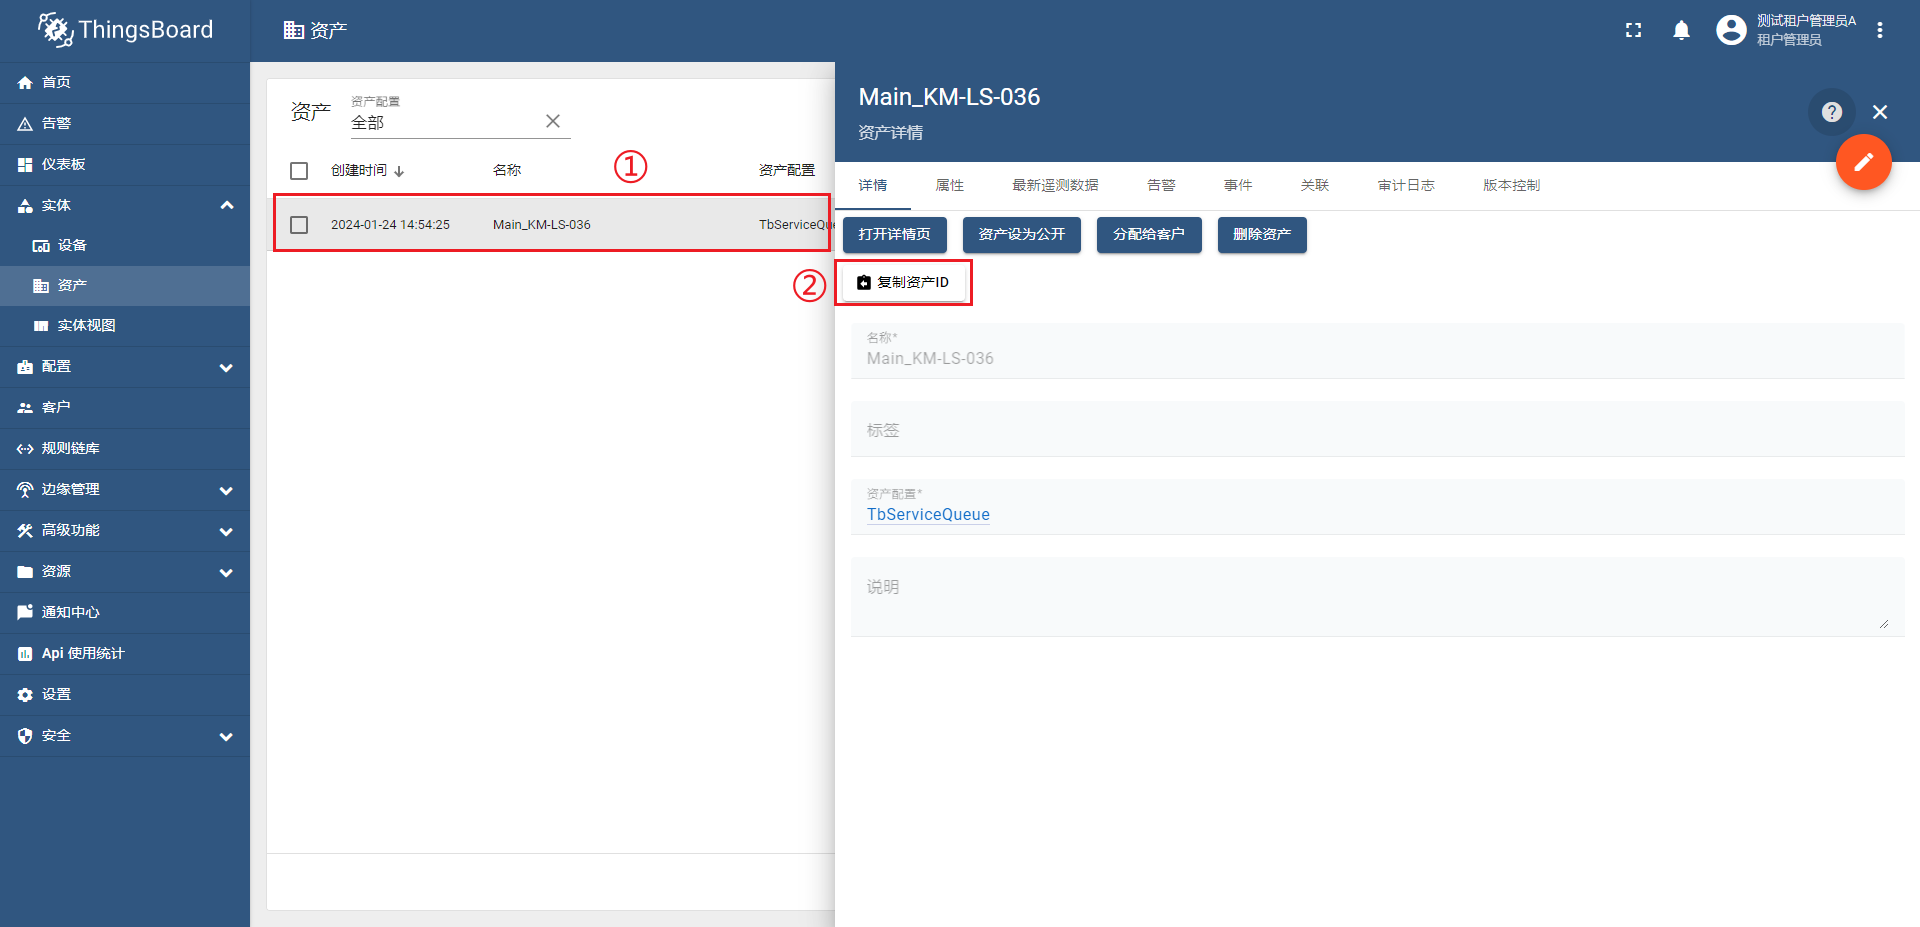 ThingsBoard
资产
测试租户管理员A
租户管理员
首页
告警
仪表板
实体
设备
资产
实体视图
配置
客户
规则链库
边缘管理
高级功能
资源
通知中心
Api 使用统计
设置
安全
资产
资产配置
全部
①
创建时间
名称
资产配置
2024-01-24 14:54:25
Main_KM-LS-036
TbServiceQue
②
Main_KM-LS-036
资产详情
?
详情
属性
最新遥测数据
告警
事件
关联
审计日志
版本控制
打开详情页
资产设为公开
分配给客户
删除资产
复制资产ID
名称*
Main_KM-LS-036
标签
资产配置*
TbServiceQueue
说明